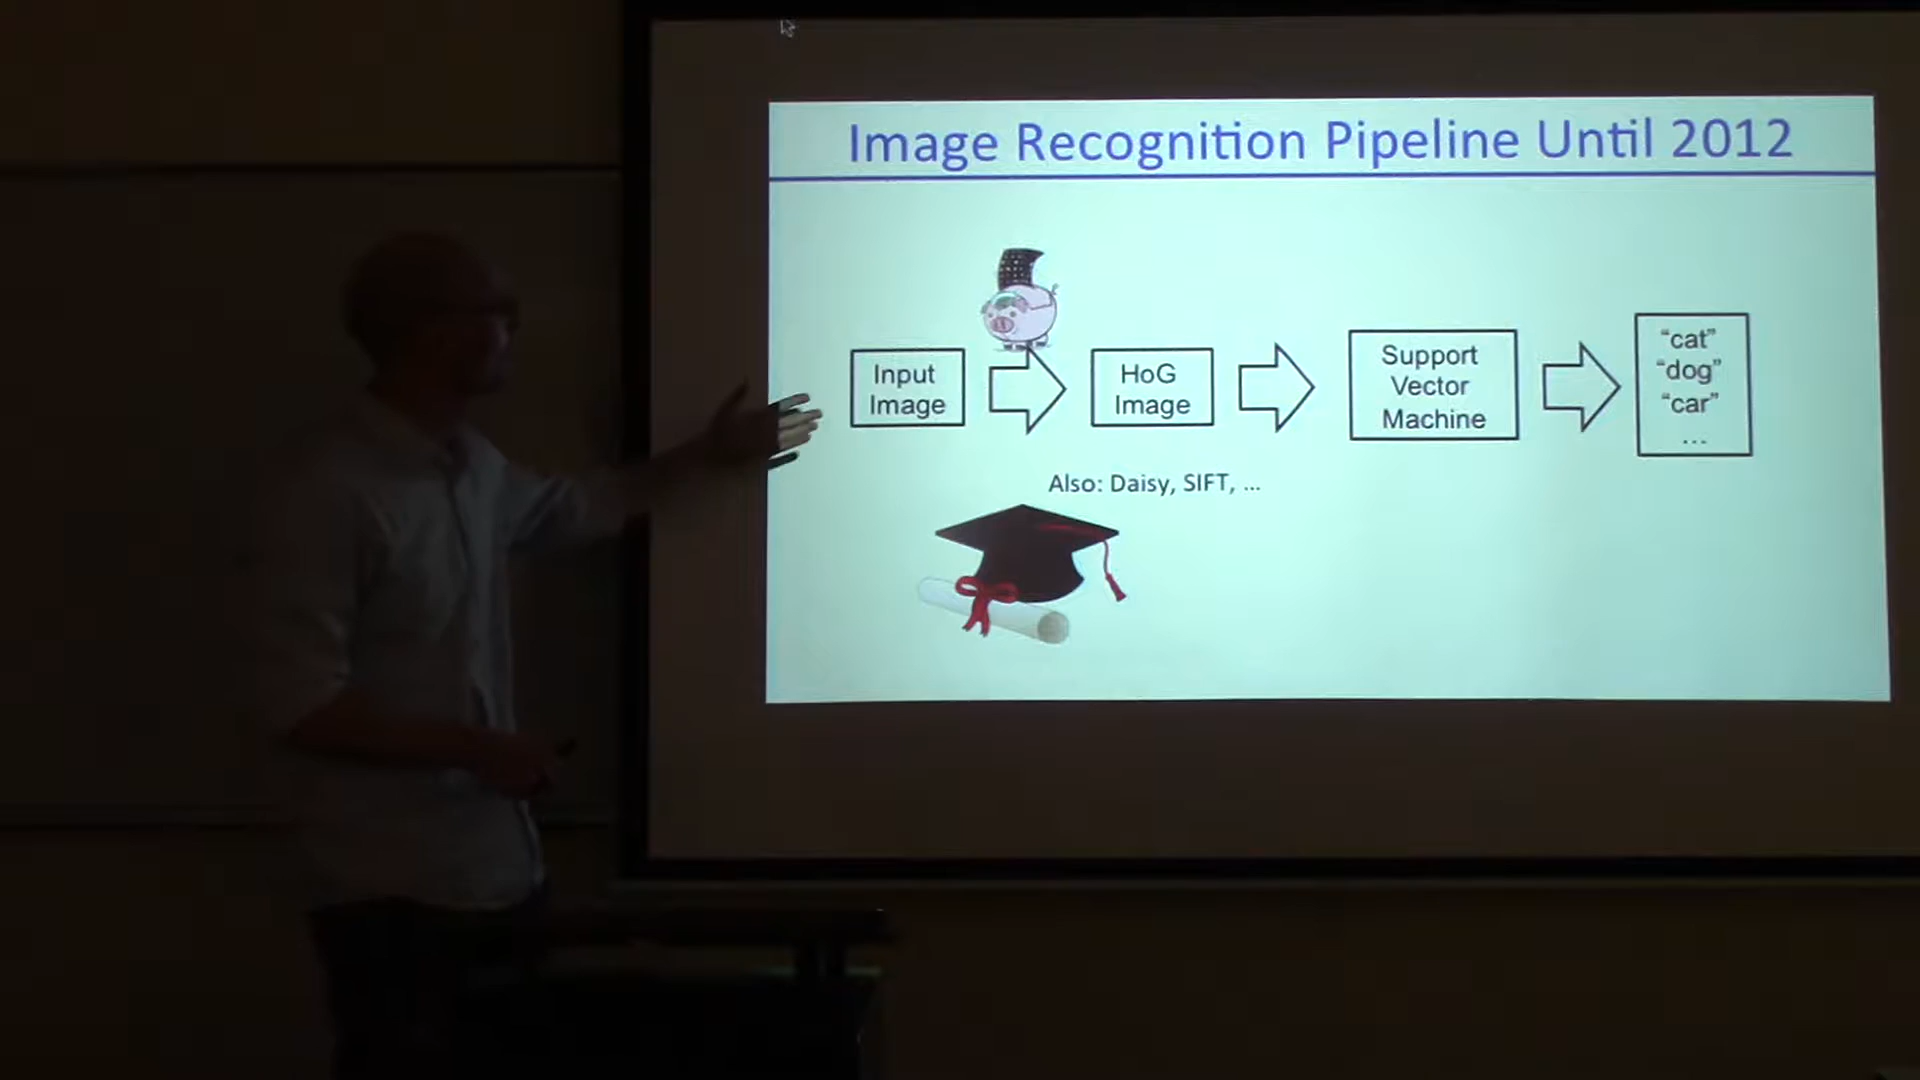 Image Recognition Pipeline Until 2012
Input
Image
HoG
Image
Support
Vector
Machine
“cat”
“dog”
“car”
...
Also: Daisy, SIFT, ...